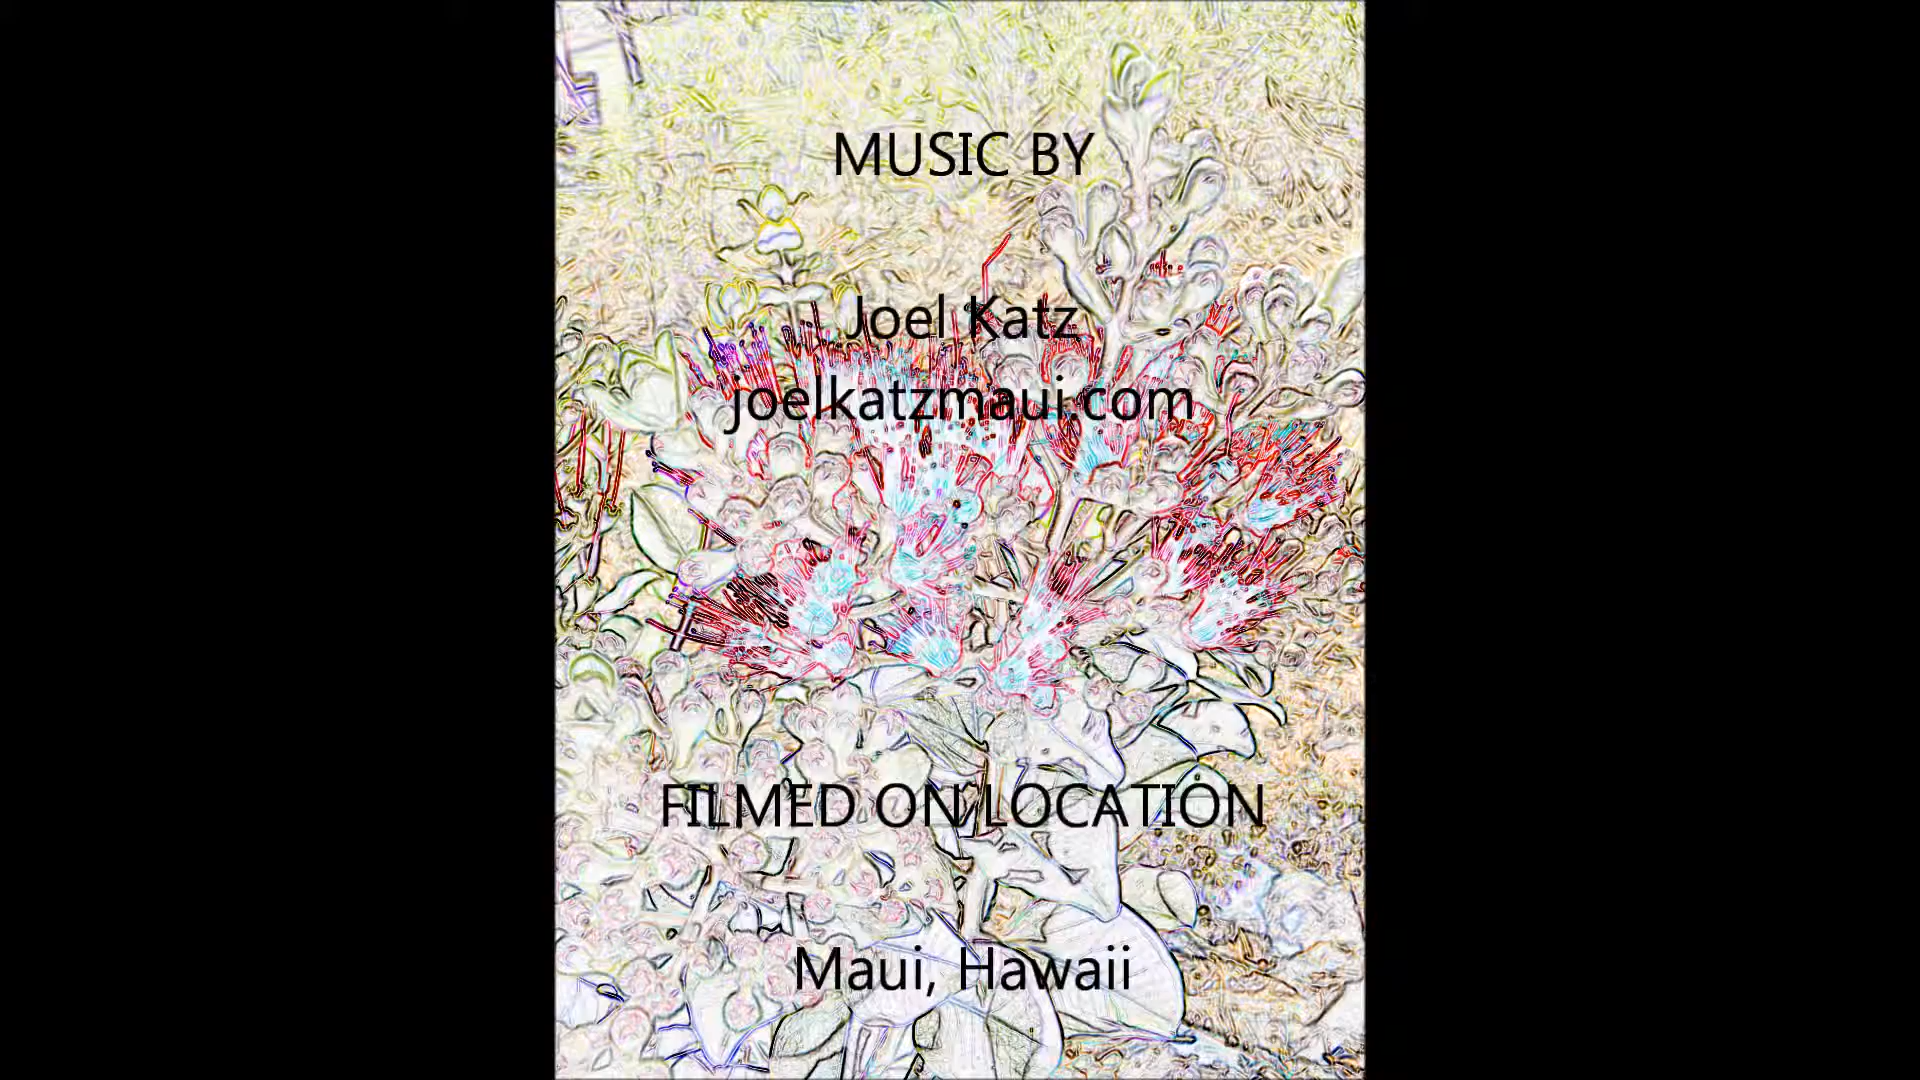 MUSIC BY
Joel Katz
joelkatzmaui.com
FILMED ON LOCATION
Maui, Hawaii